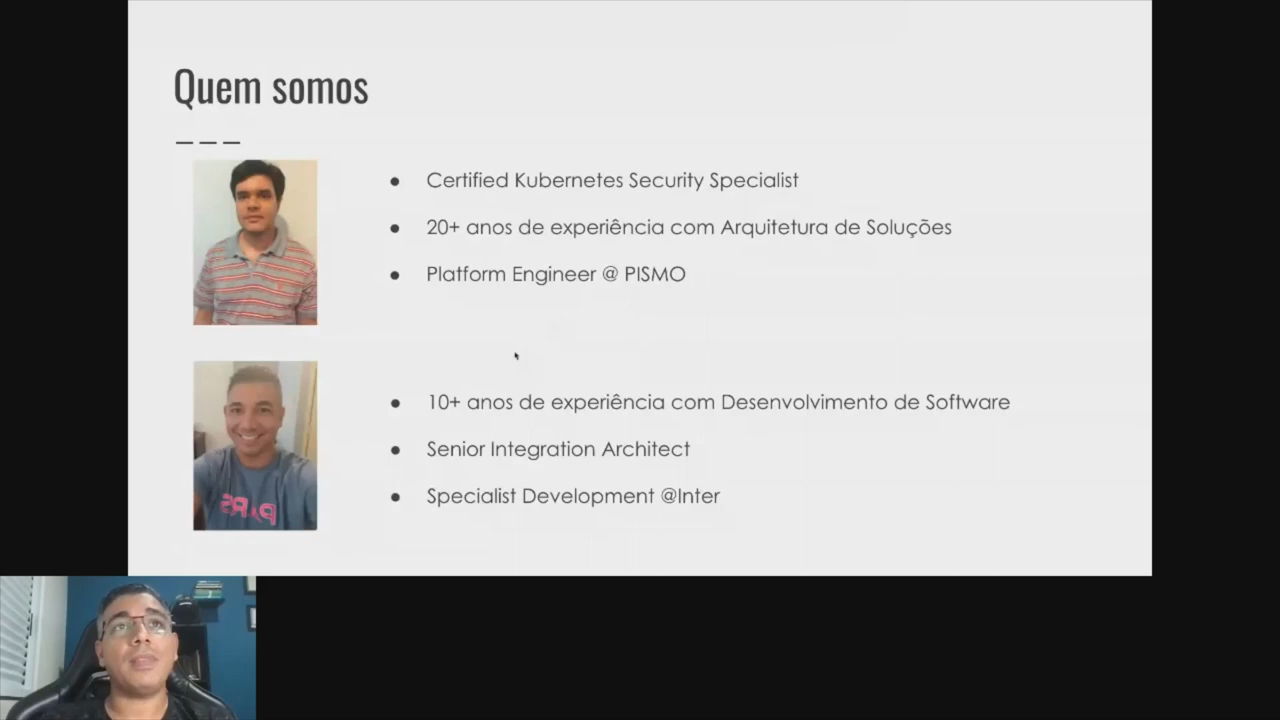 Quem somos
Certified Kubernetes Security Specialist
20+ anos de experiência com Arquitetura de Soluções
Platform Engineer @ PISMO
10+ anos de experiência com Desenvolvimento de Software
Senior Integration Architect
Specialist Development @Inter